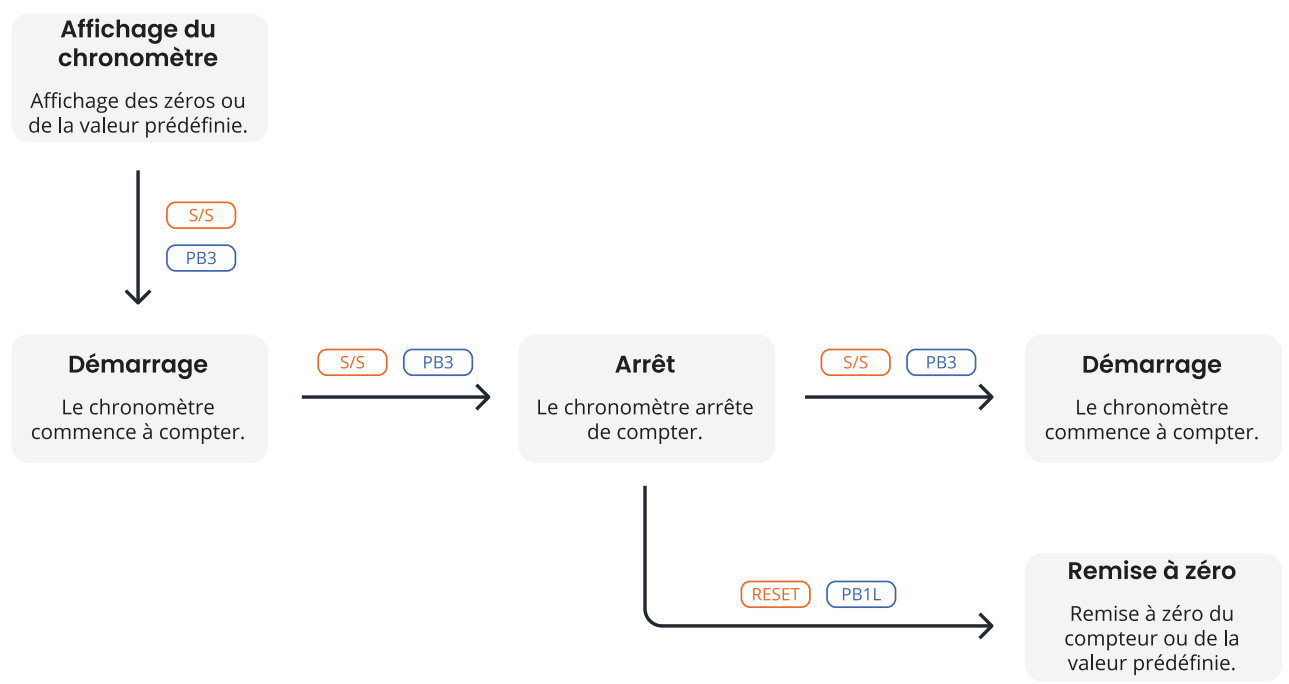 Affichage du
chronomètre
Affichage des zéros ou
de la valeur prédéfinie.
S/S
PB3
Démarrage
Le chronomètre
commence à compter.
S/S PB3
Arrêt
Le chronomètre arrête
de compter.
S/S PB3
Démarrage
Le chronomètre
commence à compter.
RESET PB1L
Remise à zéro
Remise à zéro du
compteur ou de la
valeur prédéfinie.